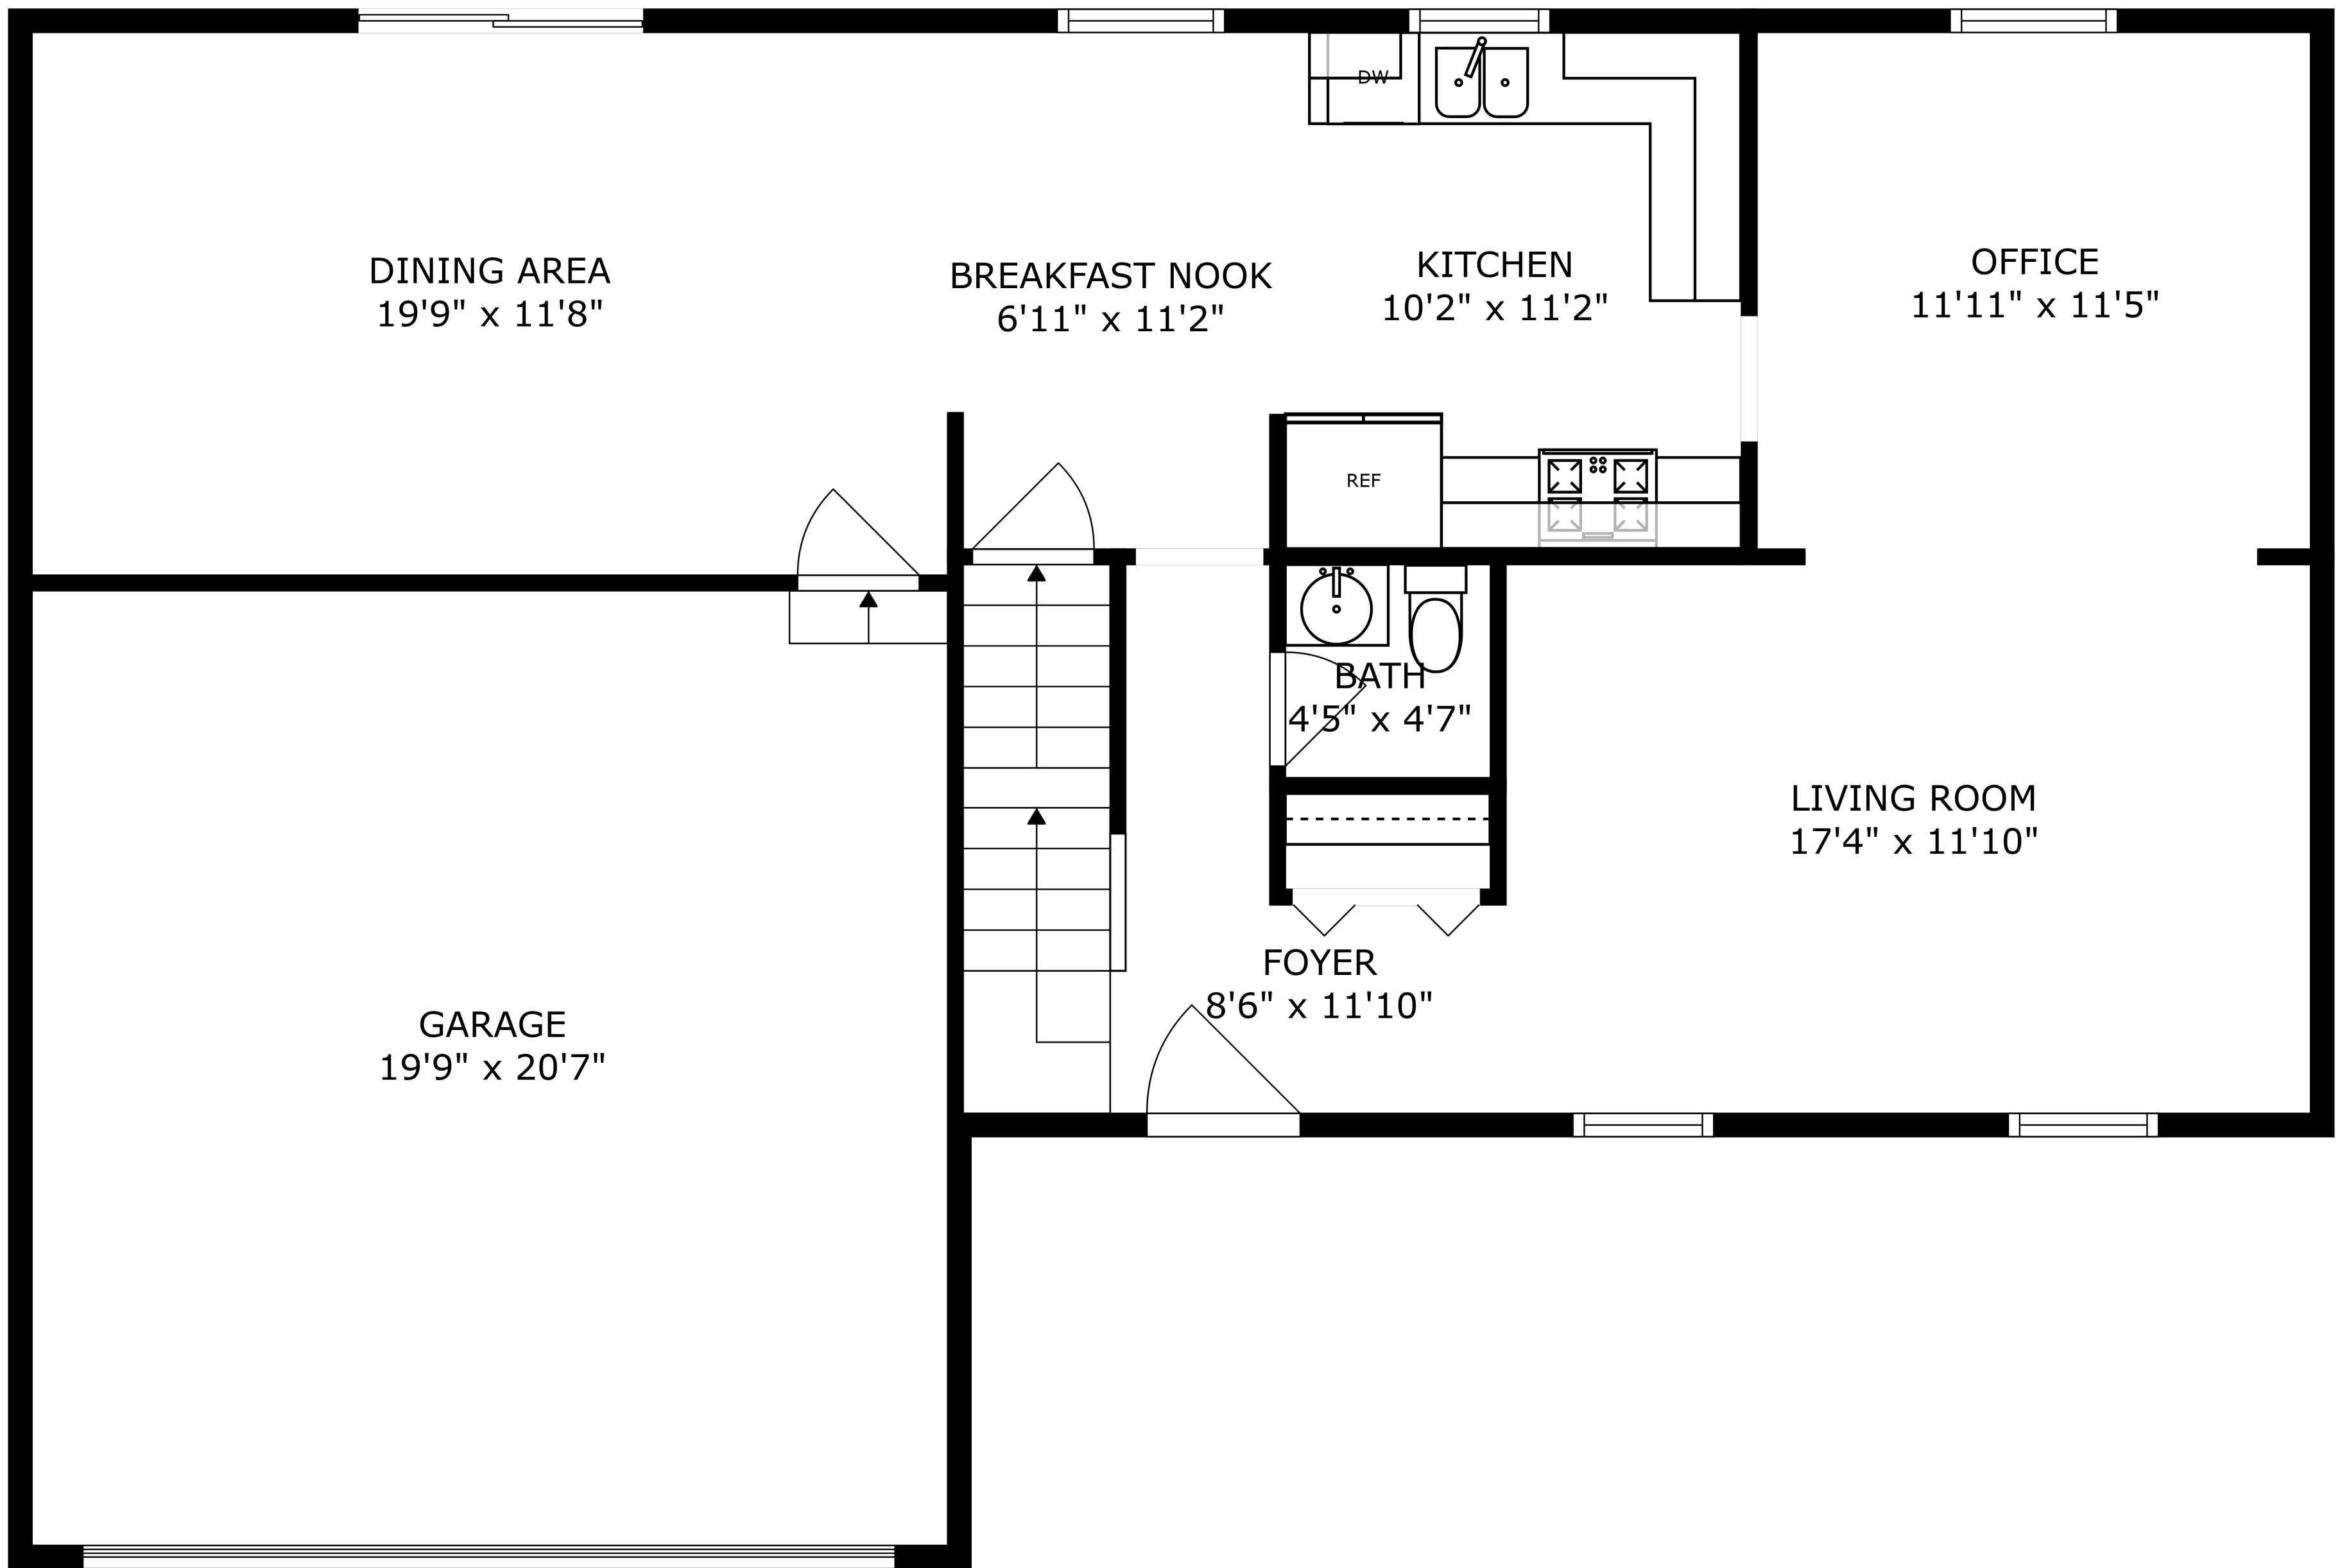 DW
DINING AREA
19'9" x 11'8"
BREAKFAST NOOK
6'11" x 11'2"
KITCHEN
10'2" x 11'2"
OFFICE
11'11" x 11'5"
REF
BATH
4'5" x 4'7"
LIVING ROOM
17'4" x 11'10"
FOYER
8'6" x 11'10"
GARAGE
19'9" x 20'7"